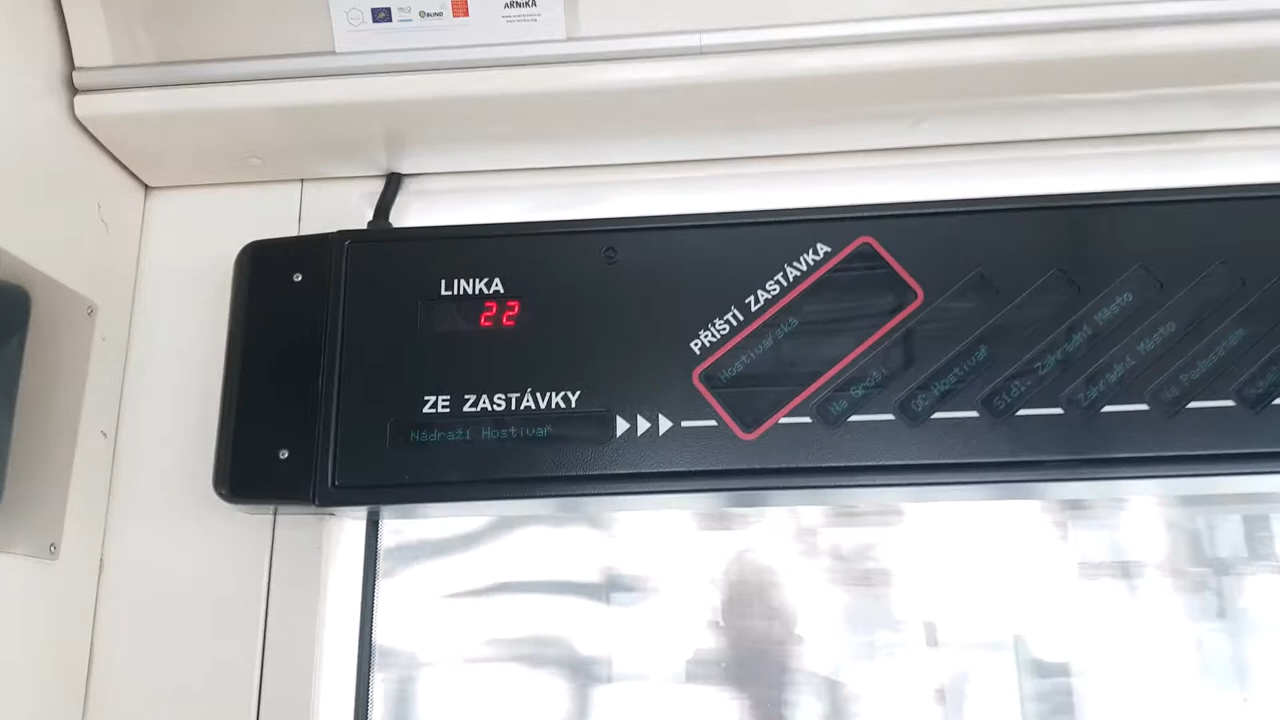 BLIND
ARNIKA
LINKA
22
PŘÍŠTÍ ZASTÁVKA
Hostivařská
ZE ZASTÁVKY
Nádraží Hostivař
Na Groši
OC Hostivař
Sídl. Zahradní Město
Zahradní Město
Na Padesátém